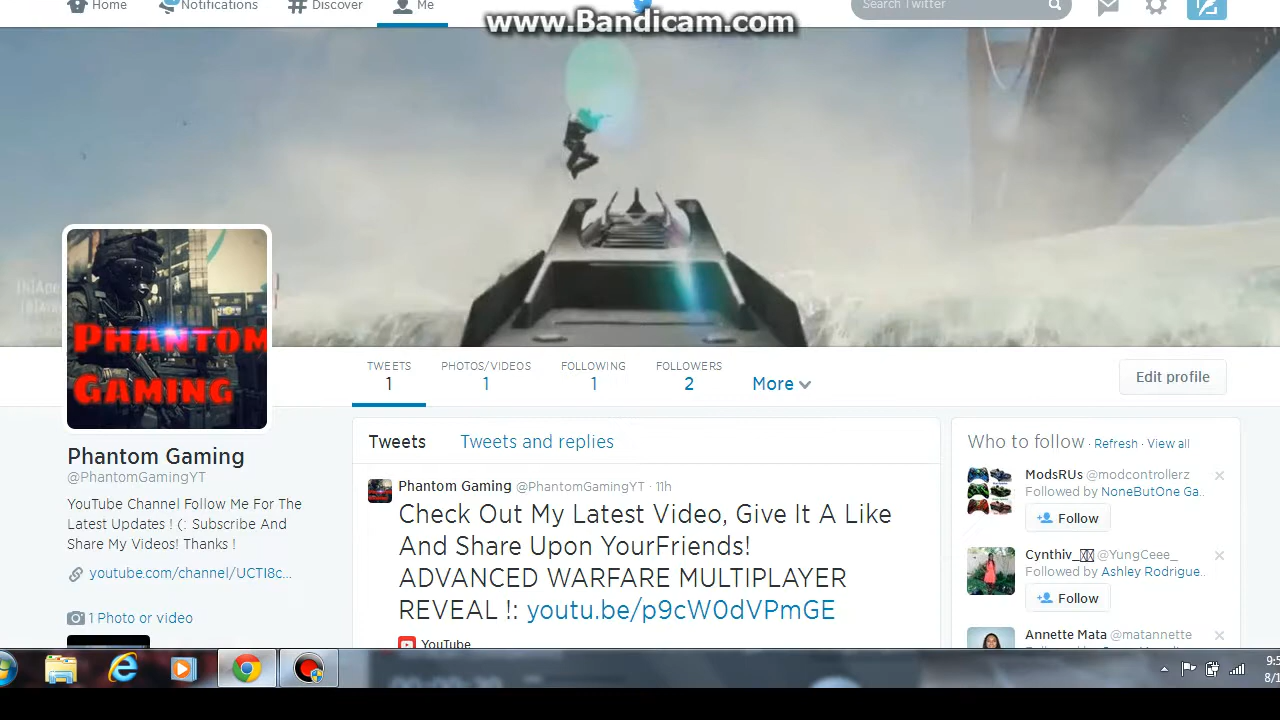 www.Bandicam.com
Home Notifications Discover Me Search Twitter
PHANTOM
GAMING
TWEETS PHOTOS/VIDEOS FOLLOWING FOLLOWERS
1 1 1 2 More
Edit profile
Phantom Gaming
@PhantomGamingYT
YouTube Channel Follow Me For The
Latest Updates ! (: Subscribe And
Share My Videos! Thanks !
youtube.com/channel/UCTI8c...
1 Photo or video
Tweets Tweets and replies
Phantom Gaming @PhantomGamingYT · 11h
Check Out My Latest Video, Give It A Like
And Share Upon YourFriends!
ADVANCED WARFARE MULTIPLAYER
REVEAL !: youtu.be/p9cW0dVPmGE
YouTube
Who to follow · Refresh · View all
ModsRUs @modcontrollerz
Followed by NoneButOne Ga..
Follow
Cynthiv_ @YungCeee_
Followed by Ashley Rodrigue..
Follow
Annette Mata @matannette